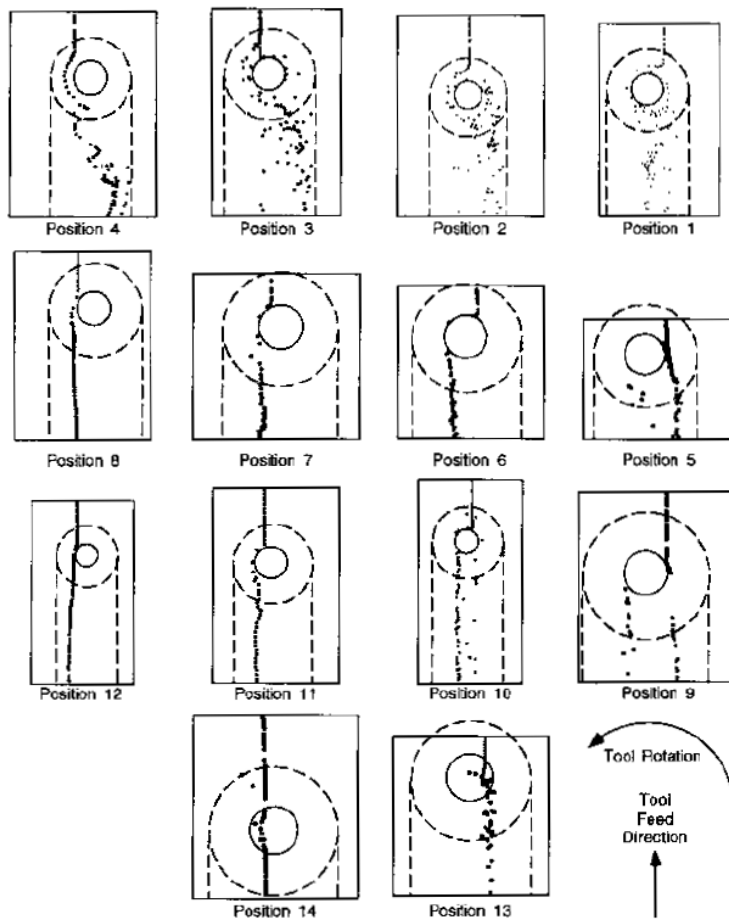 Position 4
Position 3
Position 2
Position 1
Position 8
Position 7
Position 6
Position 5
Position 12
Position 11
Position 10
Position 9
Position 14
Position 13
Tool Rotation
Tool
Feed
Direction